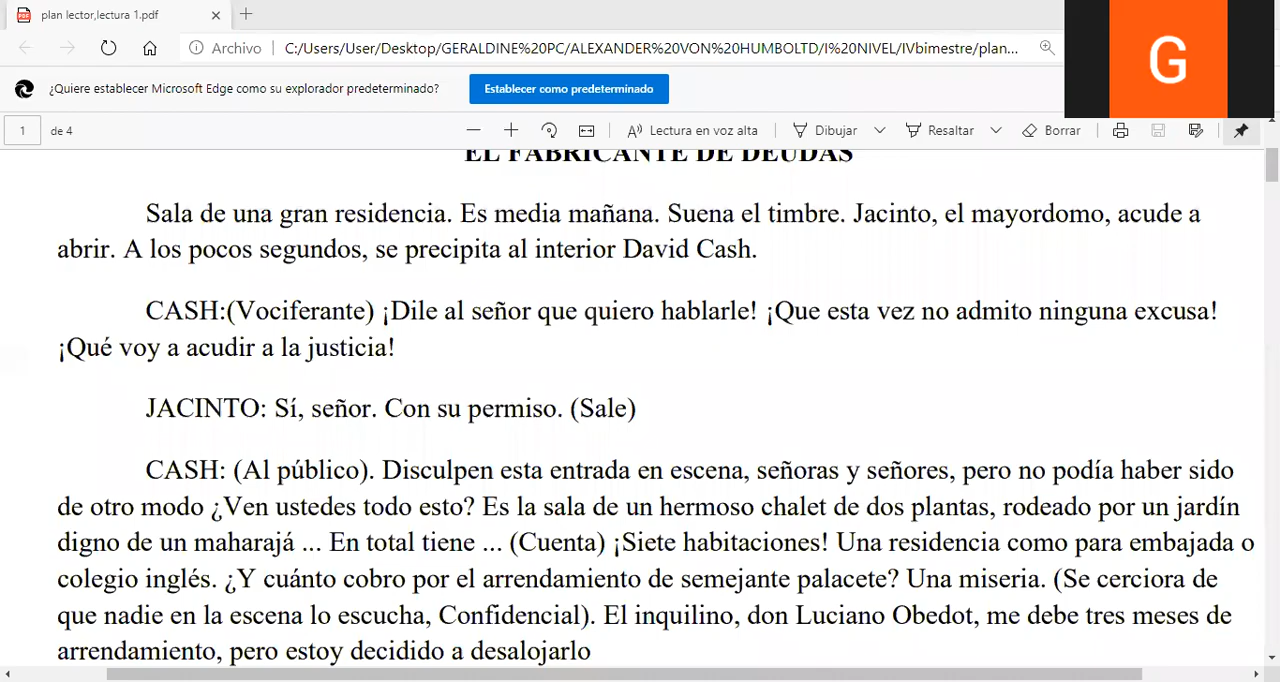 plan lector,lectura 1.pdf
Archivo
C:/Users/User/Desktop/GERALDINE%20PC/ALEXANDER%20VON%20HUMBOLTD/I%20NIVEL/IVbimestre/plan...
G
¿Quiere establecer Microsoft Edge como su explorador predeterminado?
Establecer como predeterminado
1 de 4
Lectura en voz alta
Dibujar
Resaltar
Borrar
EL FABRICANTE DE DEUDAS
Sala de una gran residencia. Es media mañana. Suena el timbre. Jacinto, el mayordomo, acude a
abrir. A los pocos segundos, se precipita al interior David Cash.
CASH:(Vociferante) ¡Dile al señor que quiero hablarle! ¡Que esta vez no admito ninguna excusa!
¡Qué voy a acudir a la justicia!
JACINTO: Sí, señor. Con su permiso. (Sale)
CASH: (Al público). Disculpen esta entrada en escena, señoras y señores, pero no podía haber sido
de otro modo ¿Ven ustedes todo esto? Es la sala de un hermoso chalet de dos plantas, rodeado por un jardín
digno de un maharajá ... En total tiene ... (Cuenta) ¡Siete habitaciones! Una residencia como para embajada o
colegio inglés. ¿Y cuánto cobro por el arrendamiento de semejante palacete? Una miseria. (Se cerciora de
que nadie en la escena lo escucha, Confidencial). El inquilino, don Luciano Obedot, me debe tres meses de
arrendamiento, pero estoy decidido a desalojarlo